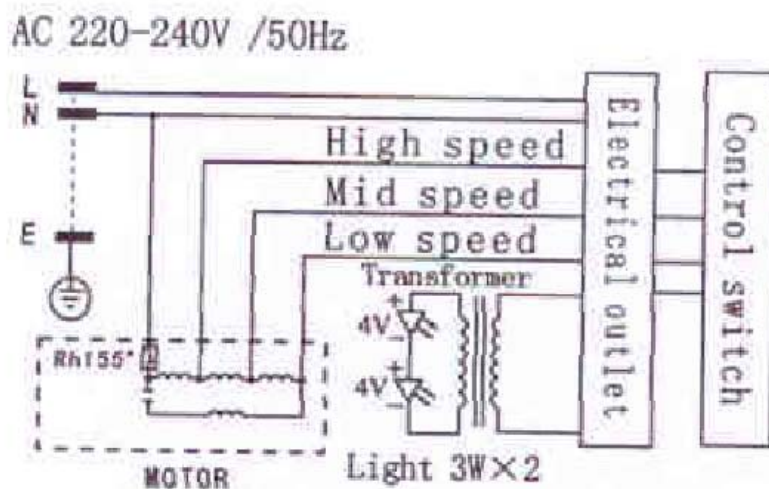 AC 220-240V /50Hz
L
N
High speed
Mid speed
E
Low speed
Transformer
+
4V
-
+
4V
-
Rh155°
MOTOR
Light 3W×2
Electrical outlet
Control switch